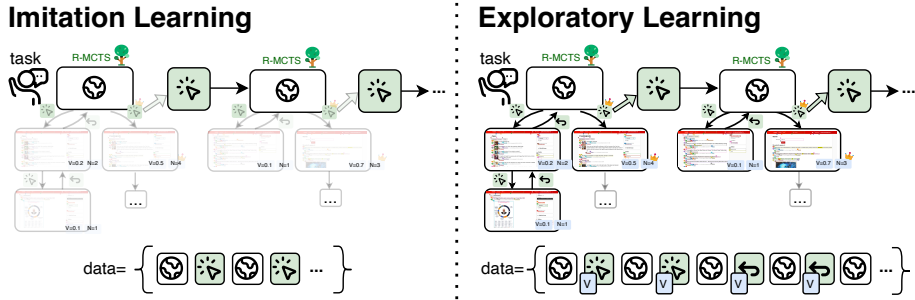 Imitation Learning
task
R-MCTS
R-MCTS
...
V=0.2 N=2
V=0.5 N=4
V=0.1 N=1
V=0.7 N=3
...
...
V=0.1 N=1
data= { ... }
Exploratory Learning
task
R-MCTS
R-MCTS
...
V=0.2 N=2
V=0.5 N=4
V=0.1 N=1
V=0.7 N=3
...
...
V=0.1 N=1
data= { ... }
V V V V